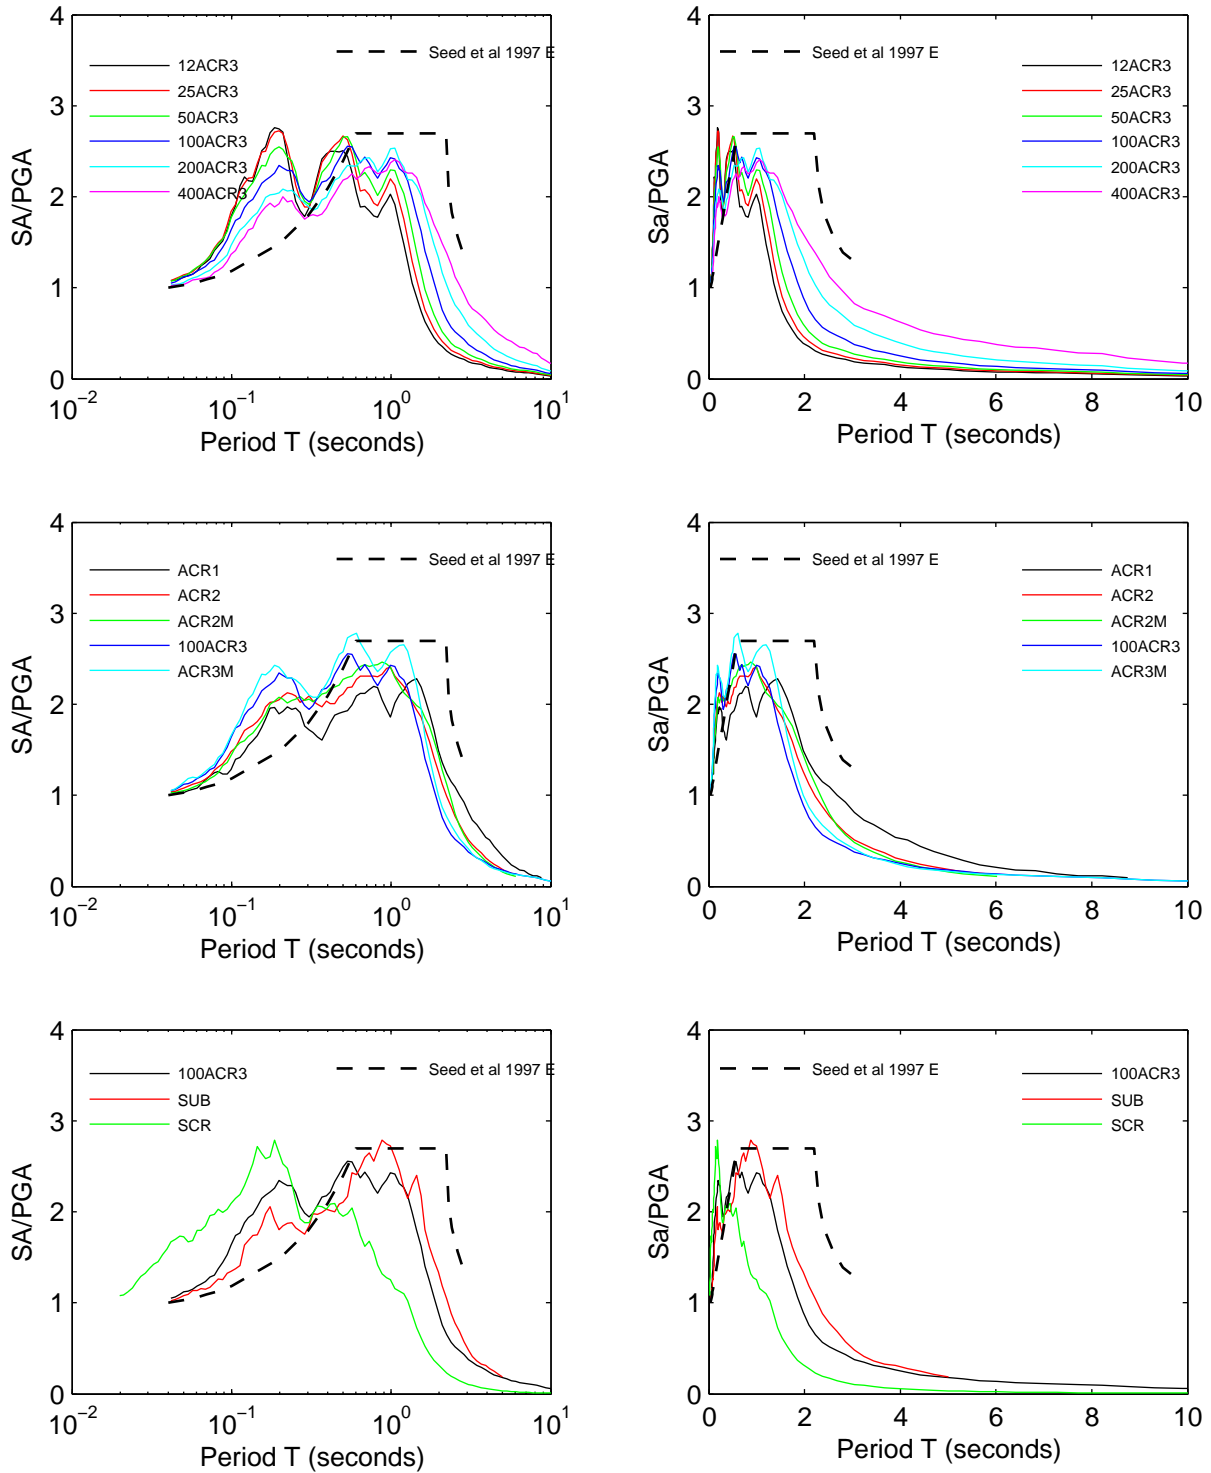 4
3
2
1
0
SA/PGA
Seed et al 1997 E
12ACR3
25ACR3
50ACR3
100ACR3
200ACR3
400ACR3
10^-2
10^-1
10^0
10^1
Period T (seconds)
4
3
2
1
0
Sa/PGA
Seed et al 1997 E
12ACR3
25ACR3
50ACR3
100ACR3
200ACR3
400ACR3
0 2 4 6 8 10
Period T (seconds)
4
3
2
1
0
SA/PGA
Seed et al 1997 E
ACR1
ACR2
ACR2M
100ACR3
ACR3M
10^-2
10^-1
10^0
10^1
Period T (seconds)
4
3
2
1
0
Sa/PGA
Seed et al 1997 E
ACR1
ACR2
ACR2M
100ACR3
ACR3M
0 2 4 6 8 10
Period T (seconds)
4
3
2
1
0
SA/PGA
Seed et al 1997 E
100ACR3
SUB
SCR
10^-2
10^-1
10^0
10^1
Period T (seconds)
4
3
2
1
0
Sa/PGA
Seed et al 1997 E
100ACR3
SUB
SCR
0 2 4 6 8 10
Period T (seconds)